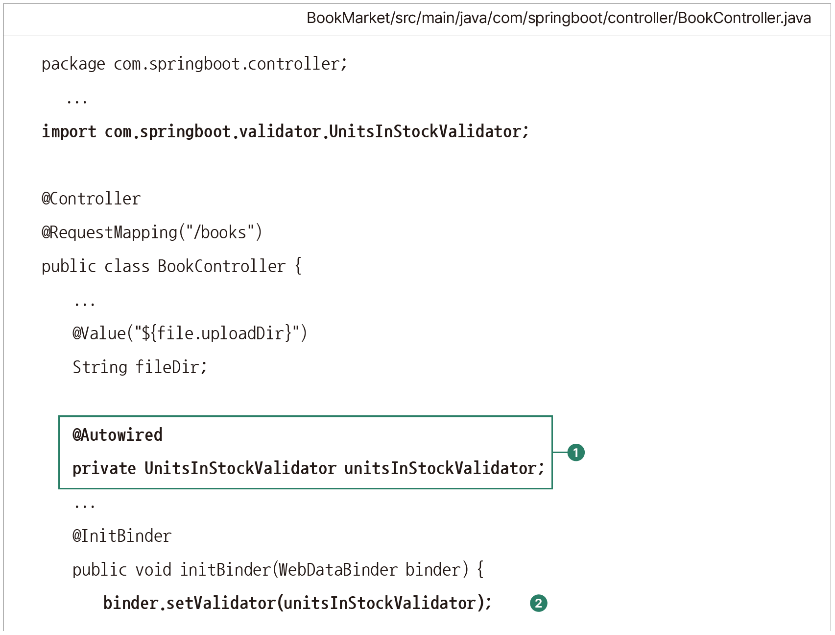 BookMarket/src/main/java/com/springboot/controller/BookController.java
package com.springboot.controller;
...
import com.springboot.validator.UnitsInStockValidator;
@Controller
@RequestMapping("/books")
public class BookController {
...
@Value("${file.uploadDir}")
String fileDir;
@Autowired
private UnitsInStockValidator unitsInStockValidator;
1
...
@InitBinder
public void initBinder(WebDataBinder binder) {
binder.setValidator(unitsInStockValidator); 2